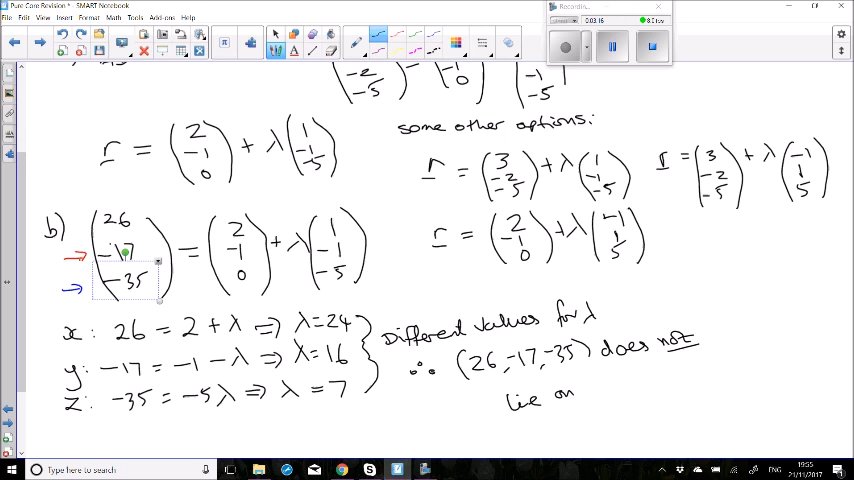 Pure Core Revision * - SMART Notebook
Recording...
File Edit View Insert Format Math Tools Add-ons Help
00:03:16
r = (2 -1 0) + λ(1 -1 -5)
some other options:
r = (3 -2 -5) + λ(1 -1 -5)
r = (3 -2 -5) + λ(-1 1 5)
r = (2 -1 0) + λ(-1 1 5)
b) (26 -17 -35) = (2 -1 0) + λ(1 -1 -5)
x: 26 = 2 + λ ⇒ λ = 24
y: -17 = -1 - λ ⇒ λ = 16
z: -35 = -5λ ⇒ λ = 7
Different values for λ
∴ (26, -17, -35) does not
lie on
Type here to search
ENG
19:55
21/11/2017